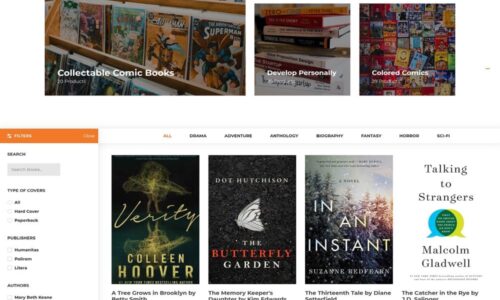 SUPERMAN
Collectable Comic Books
20 Products
Develop Personally
Colored Comics
29 Products
FILTERS
Close
ALL
DRAMA
ADVENTURE
ANTHOLOGY
BIOGRAPHY
FANTASY
HORROR
SCI-FI
SEARCH
Search Books..
TYPE OF COVERS
All
Hard Cover
Paperback
PUBLISHERS
Humanitas
Polirom
Litera
AUTHORS
Mary Beth Keane
Verity
COLLEEN
HOOVER
DOT HUTCHISON
THE
BUTTERFLY
GARDEN
A NOVEL
IN
AN
INSTANT
SUZANNE REDFEARN
Talking
to
Strangers
Malcolm
Gladwell
A Tree Grows in Brooklyn by
Betty Smith
The Memory Keeper's
Daughter by Kim Edwards
The Thirteenth Tale by Diane
Setterfield
The Catcher in the Rye by
J.D. Salinger